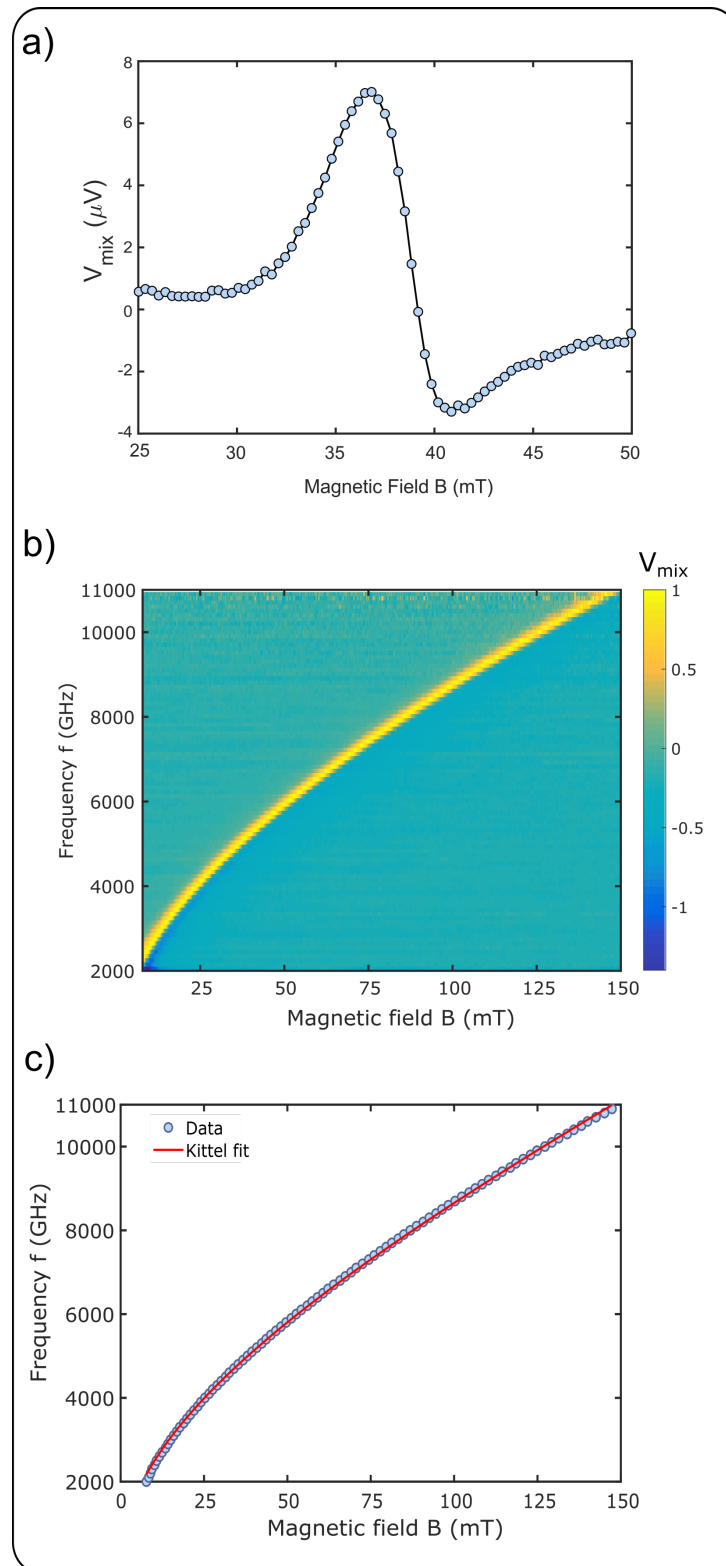 a)
8
6
4
2
0
-2
-4
V_mix (μV)
25 30 35 40 45 50
Magnetic Field B (mT)
b)
V_mix
11000
10000
8000
6000
4000
2000
Frequency f (GHz)
25 50 75 100 125 150
Magnetic field B (mT)
1
0.5
0
-0.5
-1
c)
11000
10000
8000
6000
4000
2000
Frequency f (GHz)
Data
Kittel fit
0 25 50 75 100 125 150
Magnetic field B (mT)